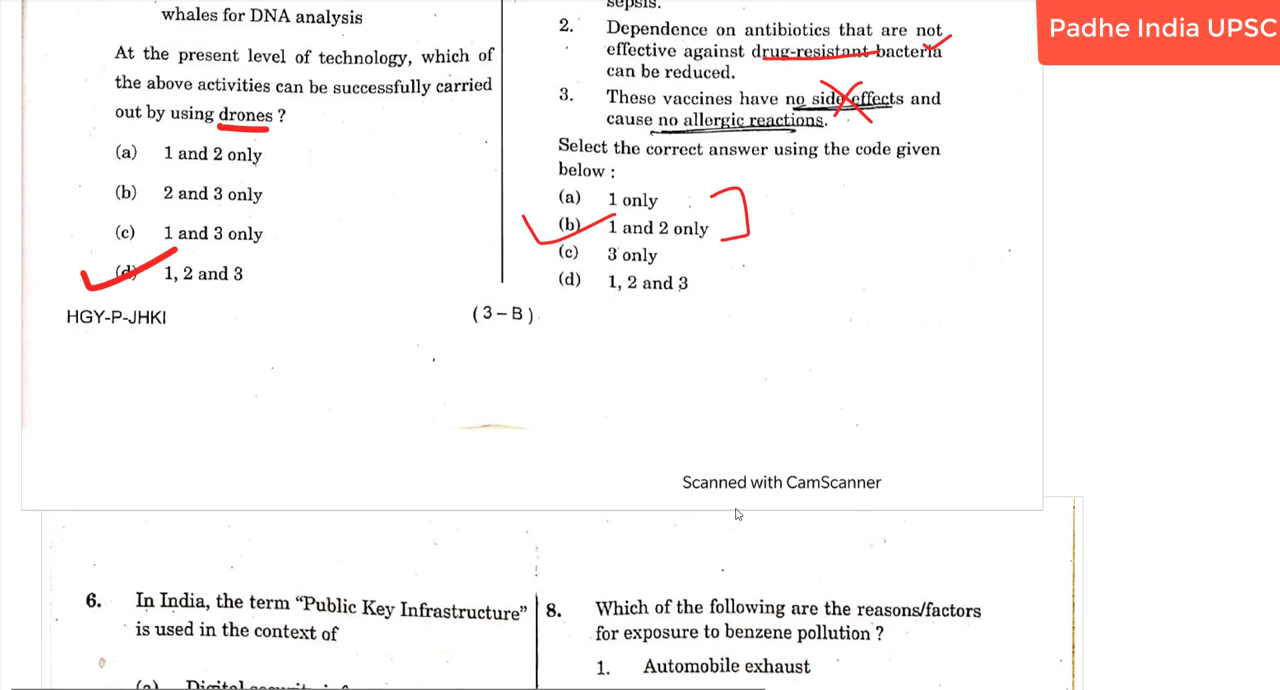 Padhe India UPSC
whales for DNA analysis
At the present level of technology, which of
the above activities can be successfully carried
out by using drones ?
(a) 1 and 2 only
(b) 2 and 3 only
(c) 1 and 3 only
(d) 1, 2 and 3
HGY-P-JHKI
(3–B)
sepsis.
2. Dependence on antibiotics that are not
effective against drug-resistant bacteria
can be reduced.
3. These vaccines have no side effects and
cause no allergic reactions.
Select the correct answer using the code given
below :
(a) 1 only
(b) 1 and 2 only
(c) 3 only
(d) 1, 2 and 3
Scanned with CamScanner
6. In India, the term “Public Key Infrastructure”
is used in the context of
(a) Digital
8. Which of the following are the reasons/factors
for exposure to benzene pollution ?
1. Automobile exhaust